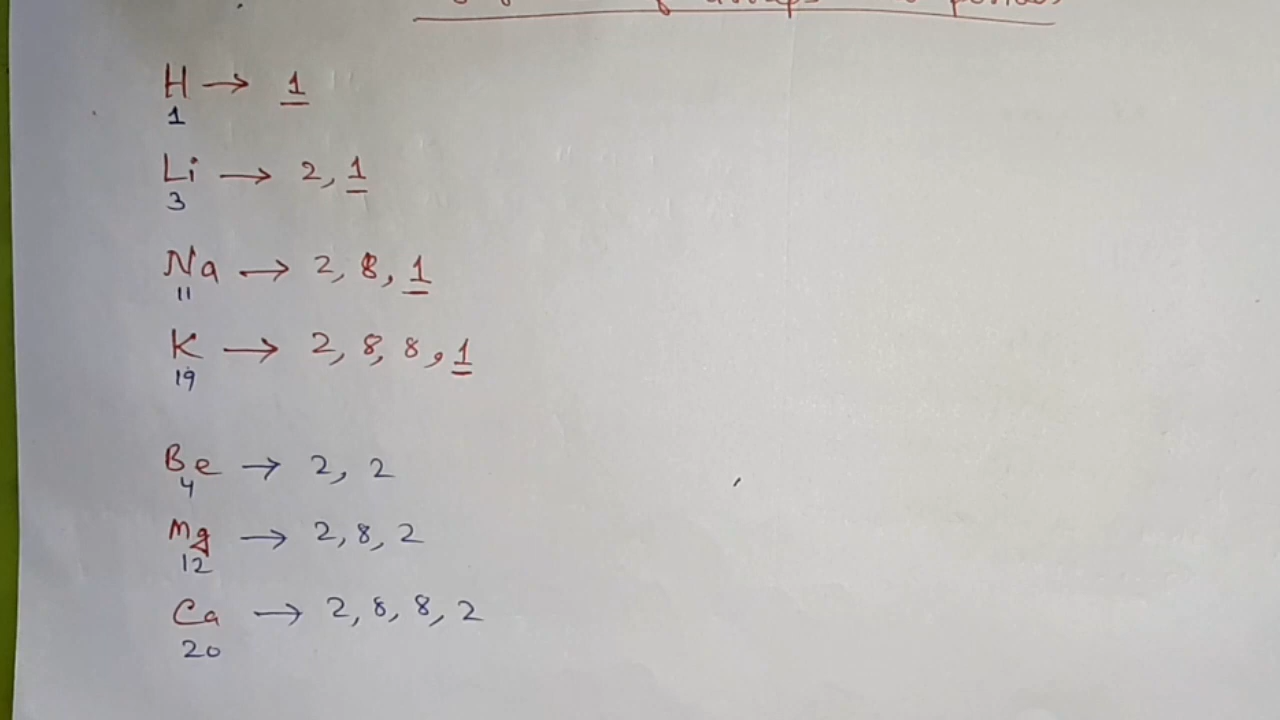 H → 1
1
Li → 2, 1
3
Na → 2, 8, 1
11
K → 2, 8, 8, 1
19
Be → 2, 2
4
Mg → 2, 8, 2
12
Ca → 2, 8, 8, 2
20